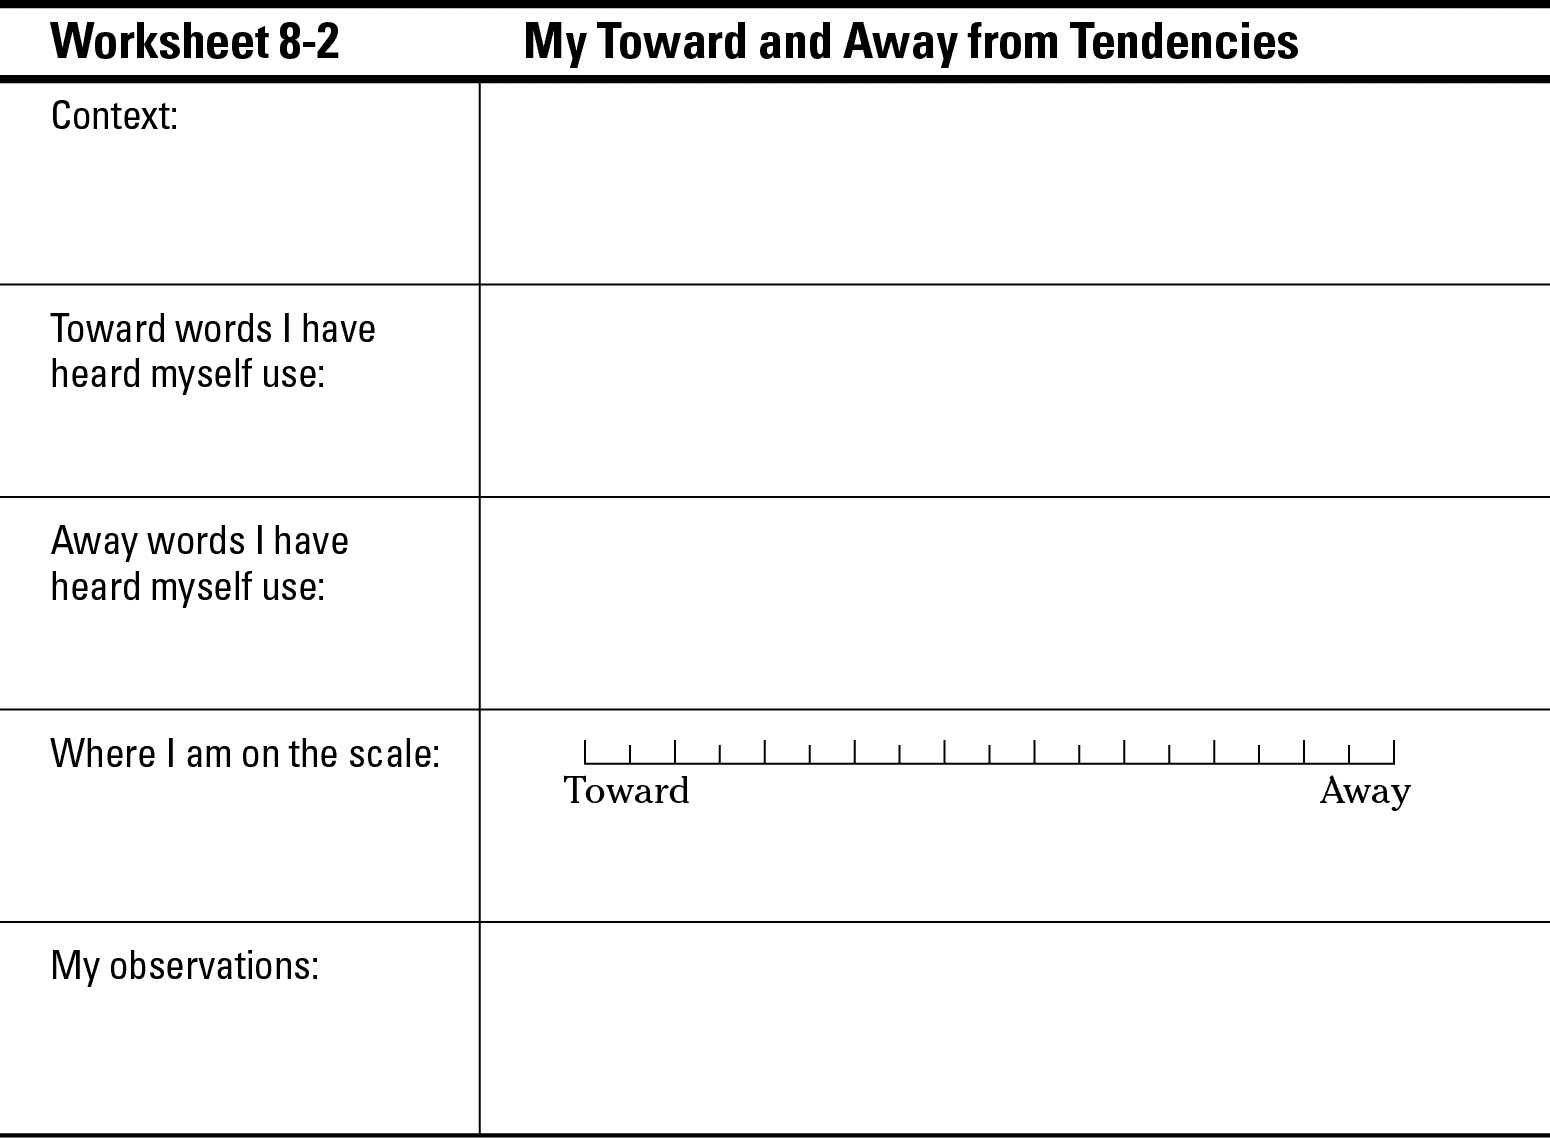 Worksheet 8-2 My Toward and Away from Tendencies
Context:
Toward words I have
heard myself use:
Away words I have
heard myself use:
Where I am on the scale:
Toward Away
My observations: